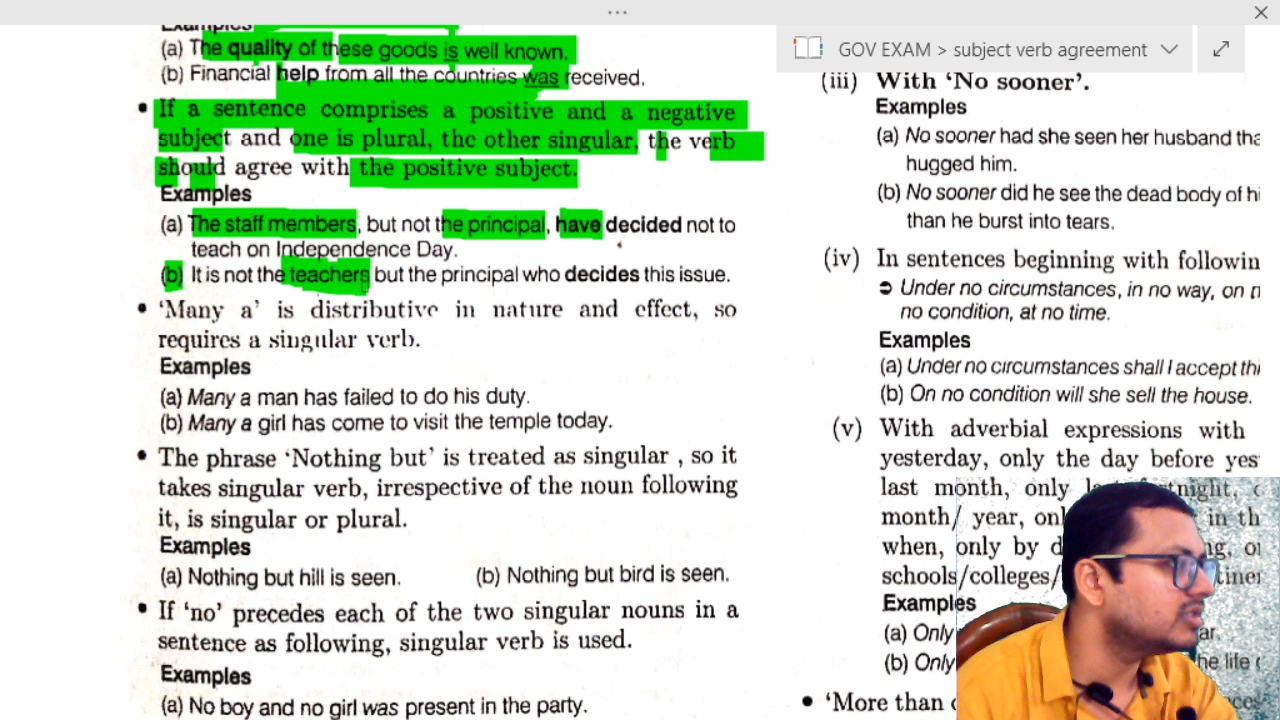 GOV EXAM > subject verb agreement
Examples
(a) The quality of these goods is well known.
(b) Financial help from all the countries was received.
• If a sentence comprises a positive and a negative
subject and one is plural, the other singular, the verb
should agree with the positive subject.
Examples
(a) The staff members, but not the principal, have decided not to
teach on Independence Day.
(b) It is not the teachers but the principal who decides this issue.
• 'Many a' is distributive in nature and effect, so
requires a singular verb.
Examples
(a) Many a man has failed to do his duty.
(b) Many a girl has come to visit the temple today.
• The phrase 'Nothing but' is treated as singular , so it
takes singular verb, irrespective of the noun following
it, is singular or plural.
Examples
(a) Nothing but hill is seen. (b) Nothing but bird is seen.
• If 'no' precedes each of the two singular nouns in a
sentence as following, singular verb is used.
Examples
(a) No boy and no girl was present in the party.
(iii) With 'No sooner'.
Examples
(a) No sooner had she seen her husband
hugged him.
(b) No sooner did he see the dead body of
than he burst into tears.
(iv) In sentences beginning with
➲ Under no circumstances, in no way, on
no condition, at no time.
Examples
(a) Under no circumstances shall I accept
(b) On no condition will she sell the house.
(v) With adverbial expressions with
yesterday, only the day before
last month, only
month/ year, in
when, only by
schools/colleges/
Examples
(a) Only
(b) Only he life
• 'More than